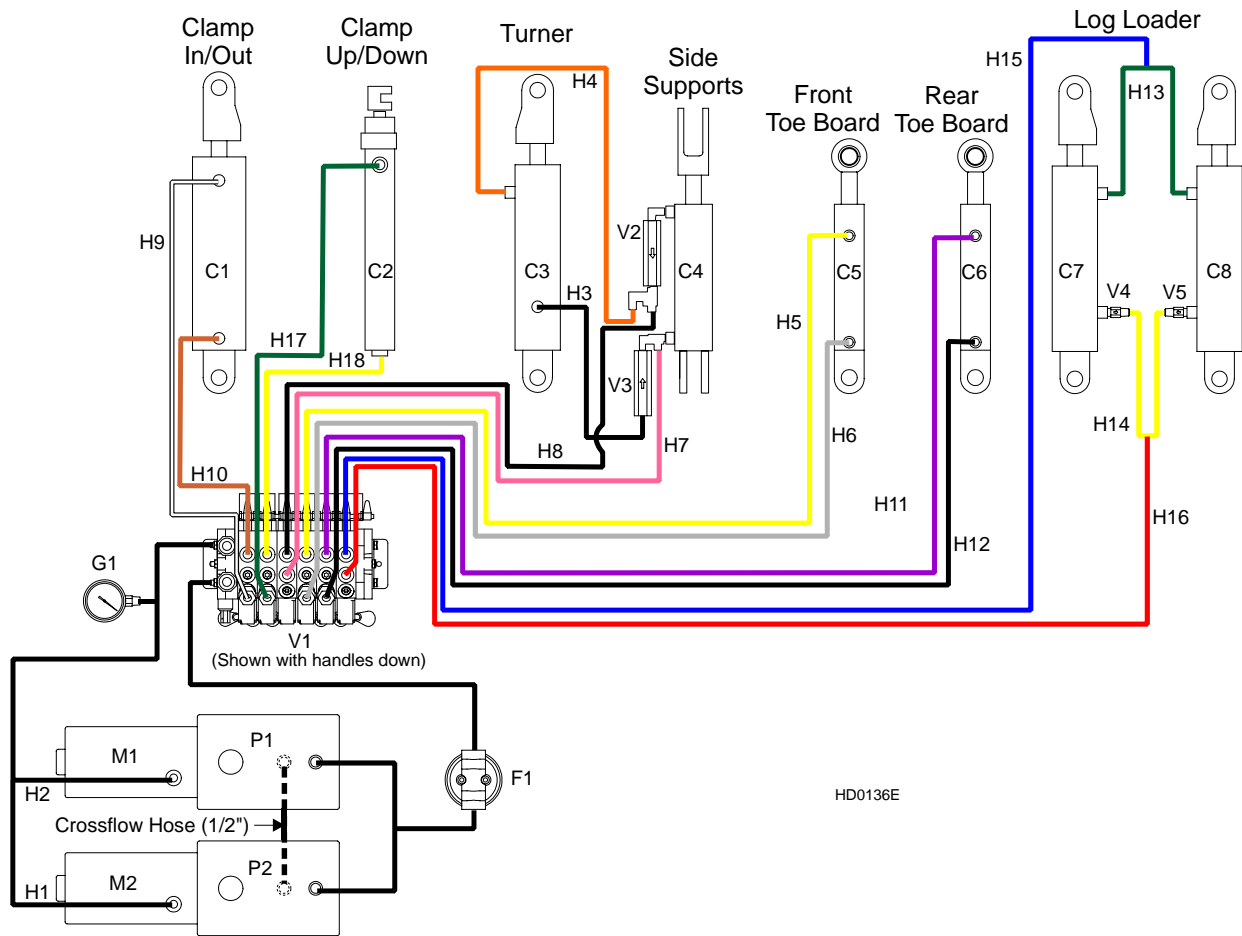 Clamp
In/Out
Clamp
Up/Down
Turner
Side
Supports
Front
Toe Board
Rear
Toe Board
Log Loader
H15
H4
H13
H9
V2
C1
C2
C3
C4
C5
C6
C7
C8
H3
V4
V5
H17
H18
V3
H5
H14
H8
H7
H6
H10
H11
H12
H16
G1
V1
(Shown with handles down)
M1
P1
F1
H2
HD0136E
Crossflow Hose (1/2")
P2
M2
H1